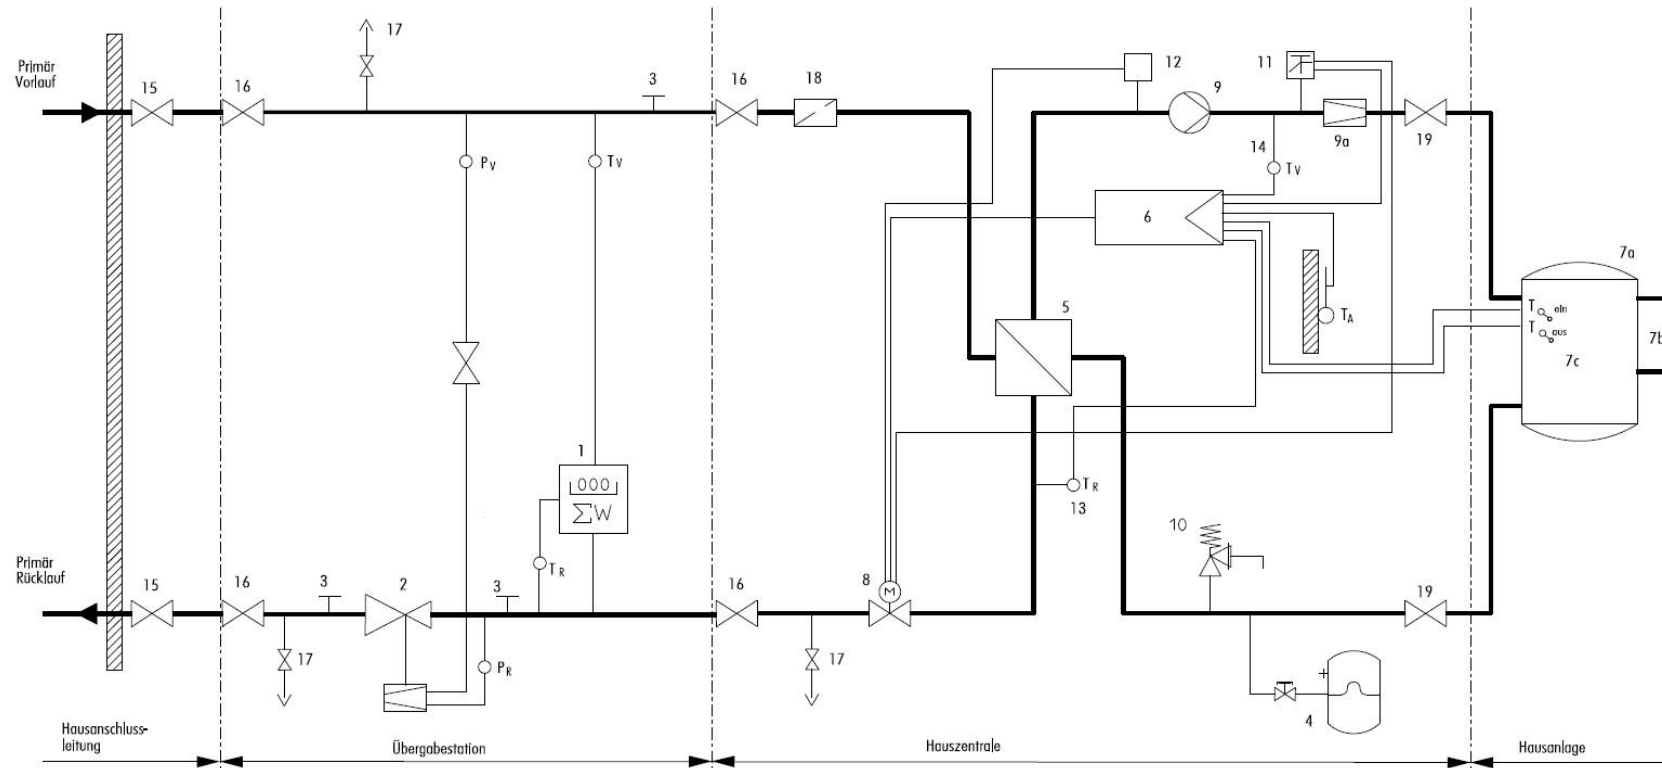 17
Primär
Vorlauf
15
16
3
16
18
12
11
9
9a
19
14
Tv
Pv
Tv
6
7a
5
TA
T ein
T aus
7b
7c
1
000
ΣW
TR
13
10
TR
Primär
Rücklauf
15
16
3
2
3
16
8
M
19
17
PR
17
+
4
Hausanschluss-
leitung
Übergabestation
Hauszentrale
Hausanlage